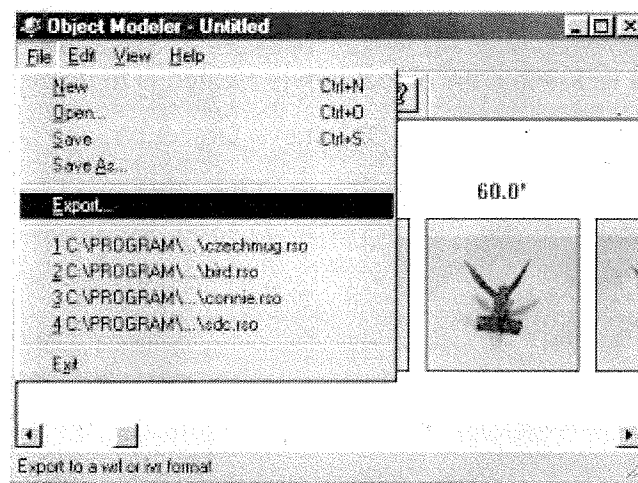 Object Modeler - Untitled
File Edit View Help
New Ctrl+N
Open... Ctrl+O
Save Ctrl+S
Save As...
Export...
60.0°
1 C:\PROGRAM\...\czechmug.rso
2 C:\PROGRAM\...\bird.rso
3 C:\PROGRAM\...\connie.rso
4 C:\PROGRAM\...\sdc.rso
Exit
Export to a wrl or ivr format